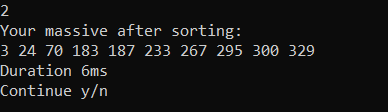 2
Your massive after sorting:
3 24 70 183 187 233 267 295 300 329
Duration 6ms
Continue y/n